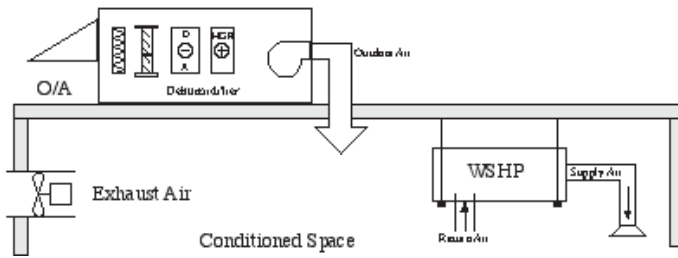 D
HGR
A
Outdoor Air
O/A
Dehumidifier
WSHP
Supply Air
Exhaust Air
Return Air
Conditioned Space